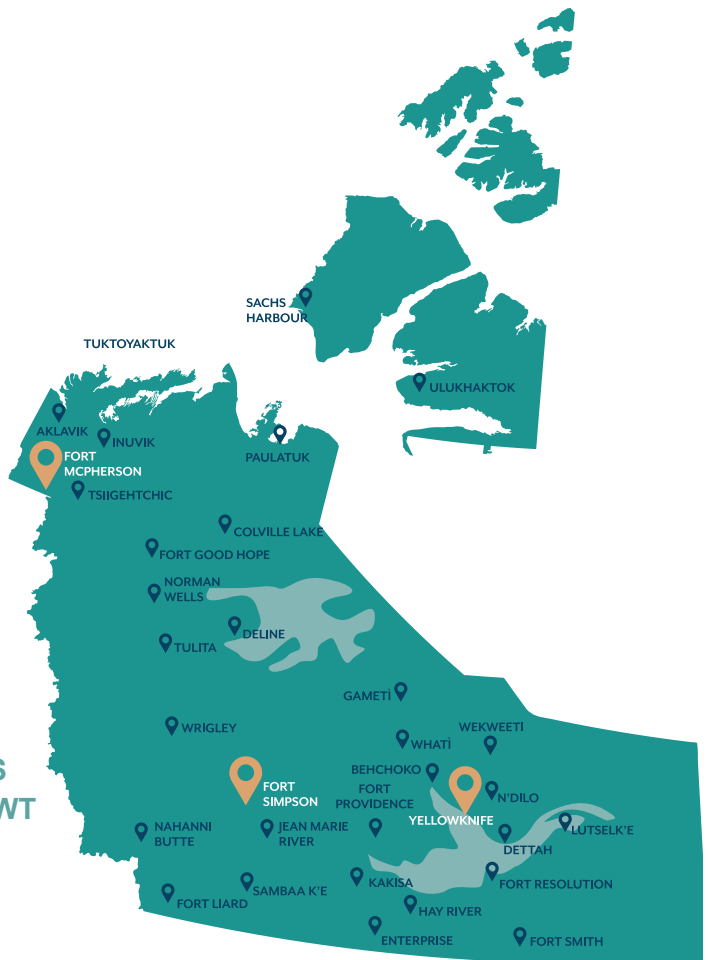 SACHS
HARBOUR
TUKTOYAKTUK
ULUKHAKTOK
AKLAVIK
INUVIK
PAULATUK
FORT
MCPHERSON
TSIIGEHTCHIC
COLVILLE LAKE
FORT GOOD HOPE
NORMAN
WELLS
DELINE
TULITA
GAMETÌ
WRIGLEY
WEKWEETI
WHATÌ
S
WT
BEHCHOKO
FORT
SIMPSON
FORT
PROVIDENCE
N'DILO
YELLOWKNIFE
NAHANNI
BUTTE
JEAN MARIE
RIVER
LUTSELK'E
DETTAH
KAKISA
FORT RESOLUTION
SAMBAA K'E
FORT LIARD
HAY RIVER
ENTERPRISE
FORT SMITH